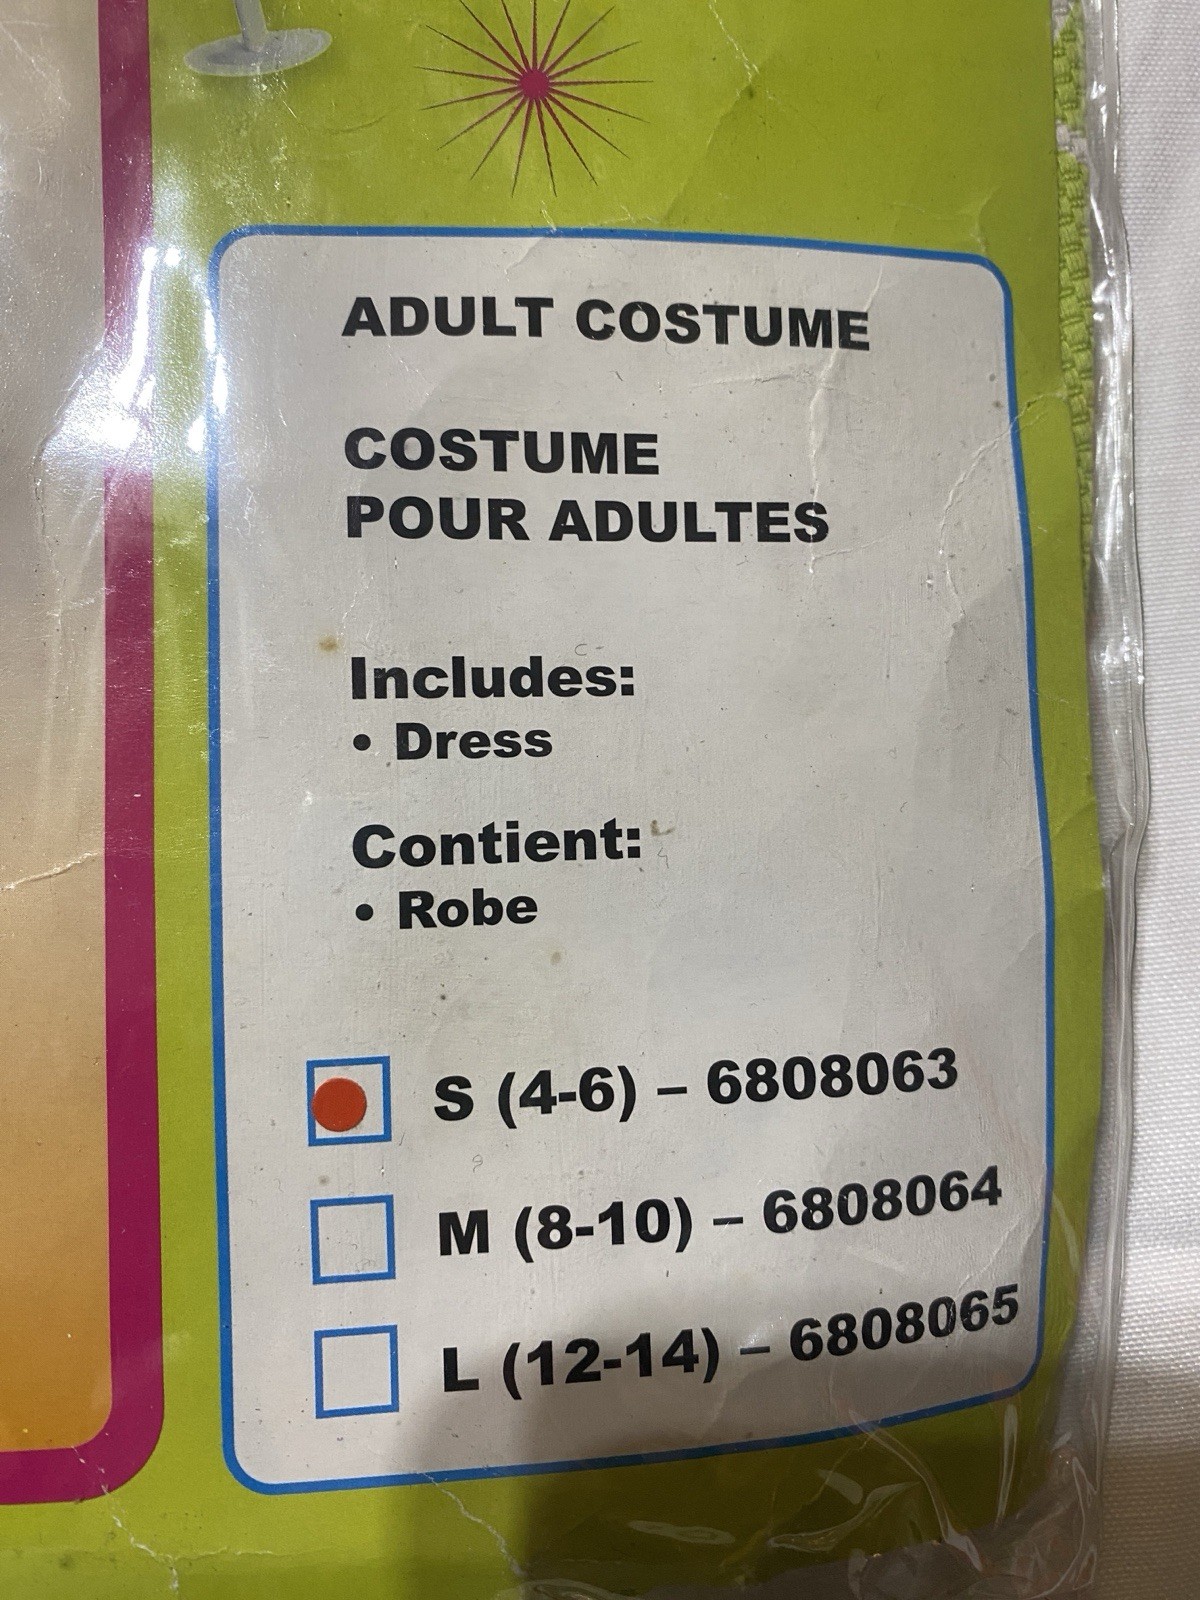 ADULT COSTUME
COSTUME
POUR ADULTES
Includes:
• Dress
Contient:
• Robe
S (4-6) – 6808063
M (8-10) – 6808064
L (12-14) – 6808065